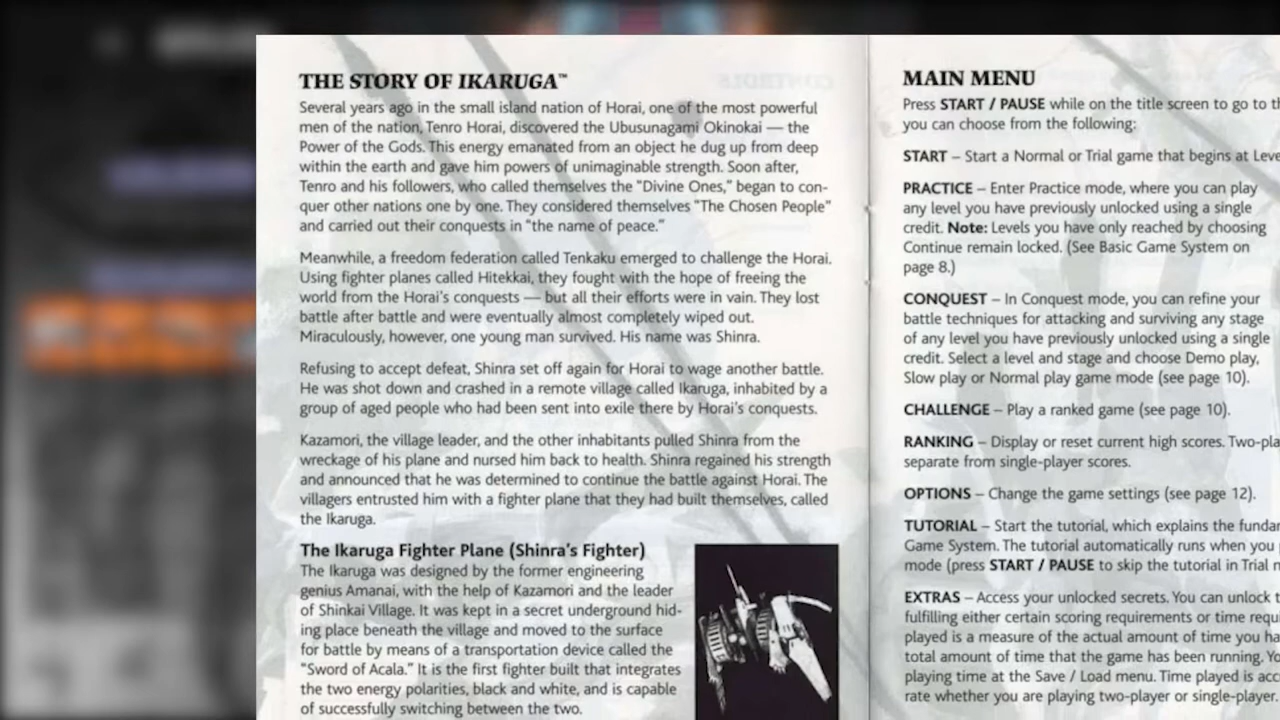 THE STORY OF IKARUGA™
Several years ago in the small island nation of Horai, one of the most powerful
men of the nation, Tenro Horai, discovered the Ubusunagami Okinokai — the
Power of the Gods. This energy emanated from an object he dug up from deep
within the earth and gave him powers of unimaginable strength. Soon after,
Tenro and his followers, who called themselves the "Divine Ones," began to con-
quer other nations one by one. They considered themselves "The Chosen People"
and carried out their conquests in "the name of peace."
Meanwhile, a freedom federation called Tenkaku emerged to challenge the Horai.
Using fighter planes called Hitekkai, they fought with the hope of freeing the
world from the Horai's conquests — but all their efforts were in vain. They lost
battle after battle and were eventually almost completely wiped out.
Miraculously, however, one young man survived. His name was Shinra.
Refusing to accept defeat, Shinra set off again for Horai to wage another battle.
He was shot down and crashed in a remote village called Ikaruga, inhabited by a
group of aged people who had been sent into exile there by Horai's conquests.
Kazamori, the village leader, and the other inhabitants pulled Shinra from the
wreckage of his plane and nursed him back to health. Shinra regained his strength
and announced that he was determined to continue the battle against Horai. The
villagers entrusted him with a fighter plane that they had built themselves, called
the Ikaruga.
The Ikaruga Fighter Plane (Shinra's Fighter)
The Ikaruga was designed by the former engineering
genius Amanai, with the help of Kazamori and the leader
of Shinkai Village. It was kept in a secret underground hid-
ing place beneath the village and moved to the surface
for battle by means of a transportation device called the
"Sword of Acala." It is the first fighter built that integrates
the two energy polarities, black and white, and is capable
of successfully switching between the two.
MAIN MENU
Press START / PAUSE while on the title screen to go to
you can choose from the following:
START – Start a Normal or Trial game that begins at
PRACTICE – Enter Practice mode, where you can play
any level you have previously unlocked using a single
credit. Note: Levels you have only reached by choosing
Continue remain locked. (See Basic Game System on
page 8.)
CONQUEST – In Conquest mode, you can refine your
battle techniques for attacking and surviving any stage
of any level you have previously unlocked using a single
credit. Select a level and stage and choose Demo play,
Slow play or Normal play game mode (see page 10).
CHALLENGE – Play a ranked game (see page 10).
RANKING – Display or reset current high scores.
separate from single-player scores.
OPTIONS – Change the game settings (see page 12).
TUTORIAL – Start the tutorial, which explains the
Game System. The tutorial automatically runs when you
mode (press START / PAUSE to skip the tutorial in Trial
EXTRAS – Access your unlocked secrets. You can unlock
fulfilling either certain scoring requirements or time
played is a measure of the actual amount of time you
total amount of time that the game has been running.
playing time at the Save / Load menu. Time played is
rate whether you are playing two-player or single-player.